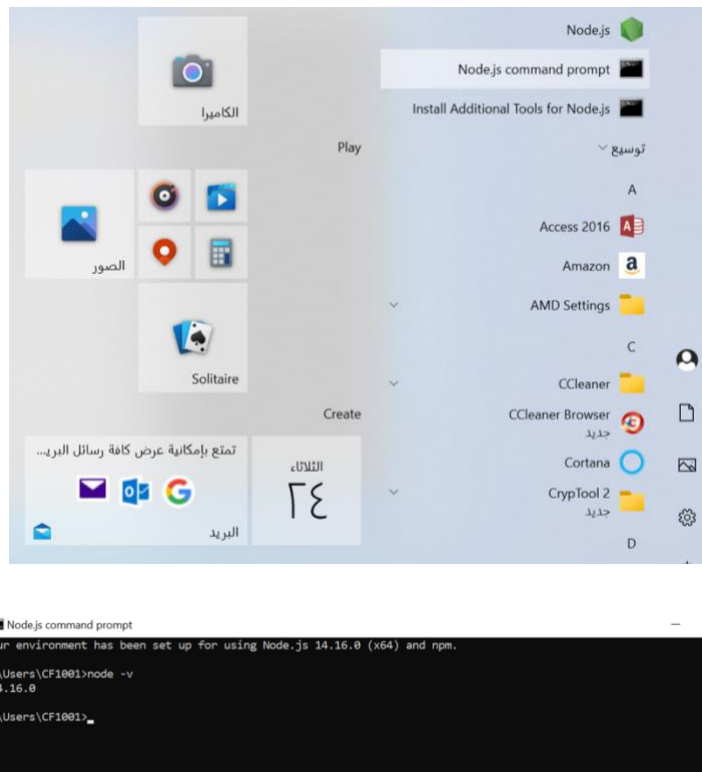 Node.js
Node.js command prompt
Install Additional Tools for Node.js
توسيع
A
Access 2016
Amazon
AMD Settings
C
CCleaner
CCleaner Browser
جديد
Cortana
CrypTool 2
جديد
D
الكاميرا
Play
الصور
Solitaire
Create
تمتع بإمكانية عرض كافة رسائل البريد...
البريد
الثلاثاء
٢٤
Node.js command prompt
ur environment has been set up for using Node.js 14.16.0 (x64) and npm.
\Users\CF1001>node -v
4.16.0
\Users\CF1001>